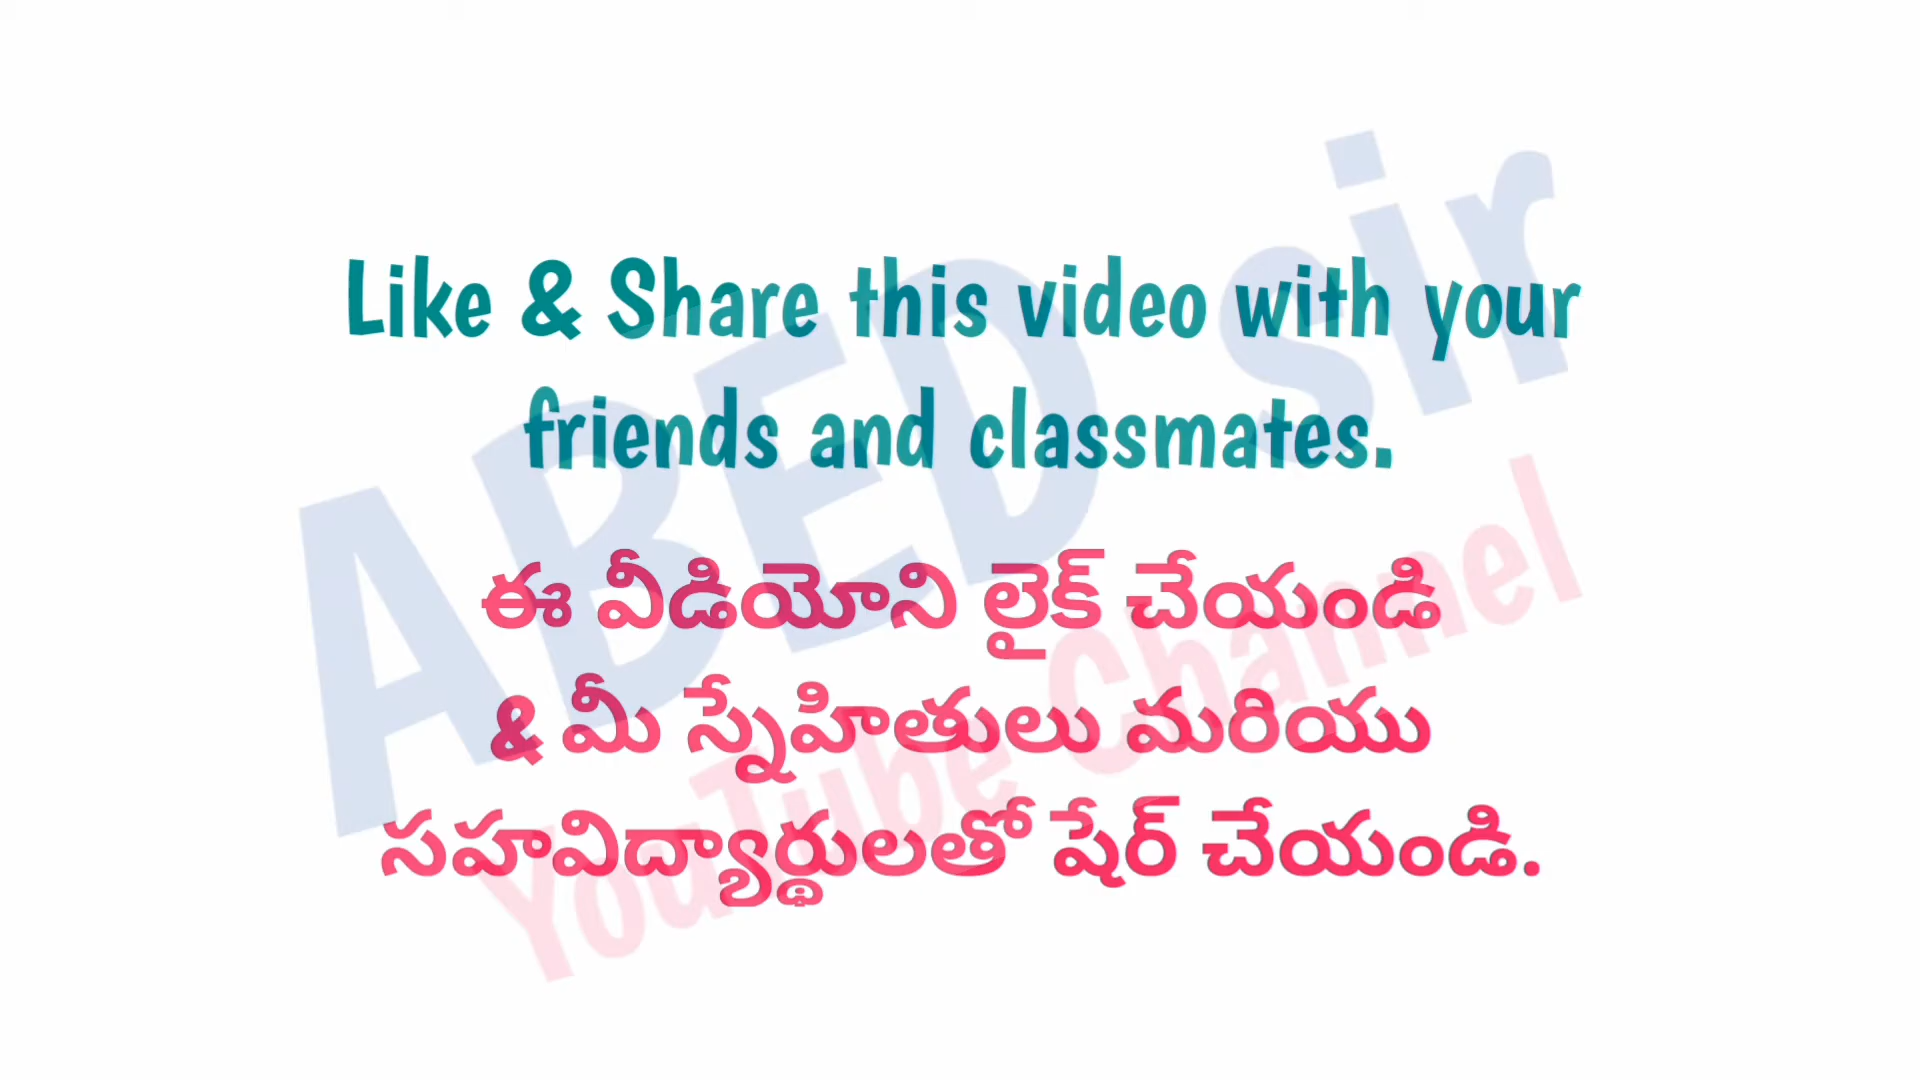 Like & Share this video with your
friends and classmates.
ఈ వీడియోని లైక్ చేయండి
& మీ స్నేహితులు మరియు
సహవిద్యార్థులతో షేర్ చేయండి.
ABED sir
YouTube Channel